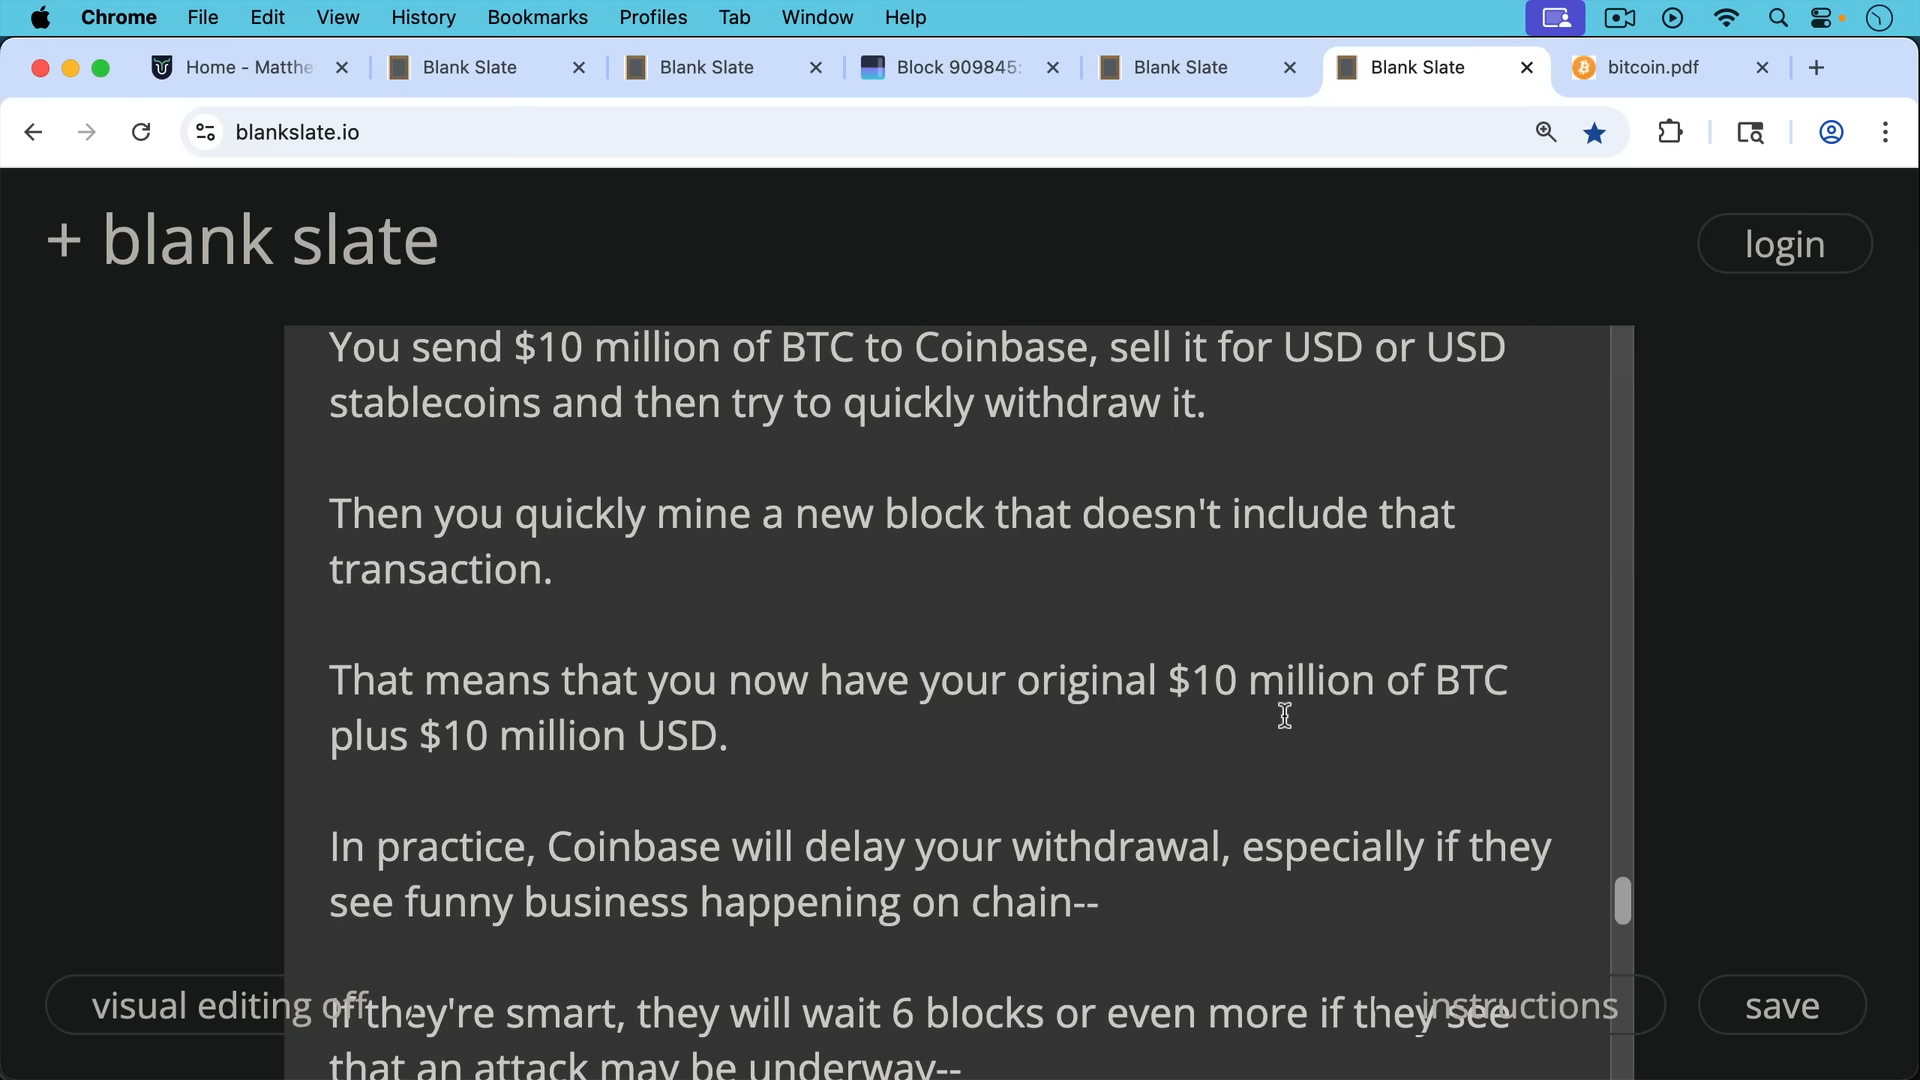 Chrome File Edit View History Bookmarks Profiles Tab Window Help
Home - Matthe Blank Slate Blank Slate Block 909845: Blank Slate Blank Slate bitcoin.pdf
blankslate.io
+ blank slate
login
You send $10 million of BTC to Coinbase, sell it for USD or USD
stablecoins and then try to quickly withdraw it.
Then you quickly mine a new block that doesn't include that
transaction.
That means that you now have your original $10 million of BTC
plus $10 million USD.
In practice, Coinbase will delay your withdrawal, especially if they
see funny business happening on chain--
If they're smart, they will wait 6 blocks or even more if they see
that an attack may be underway--
visual editing off
instructions
save